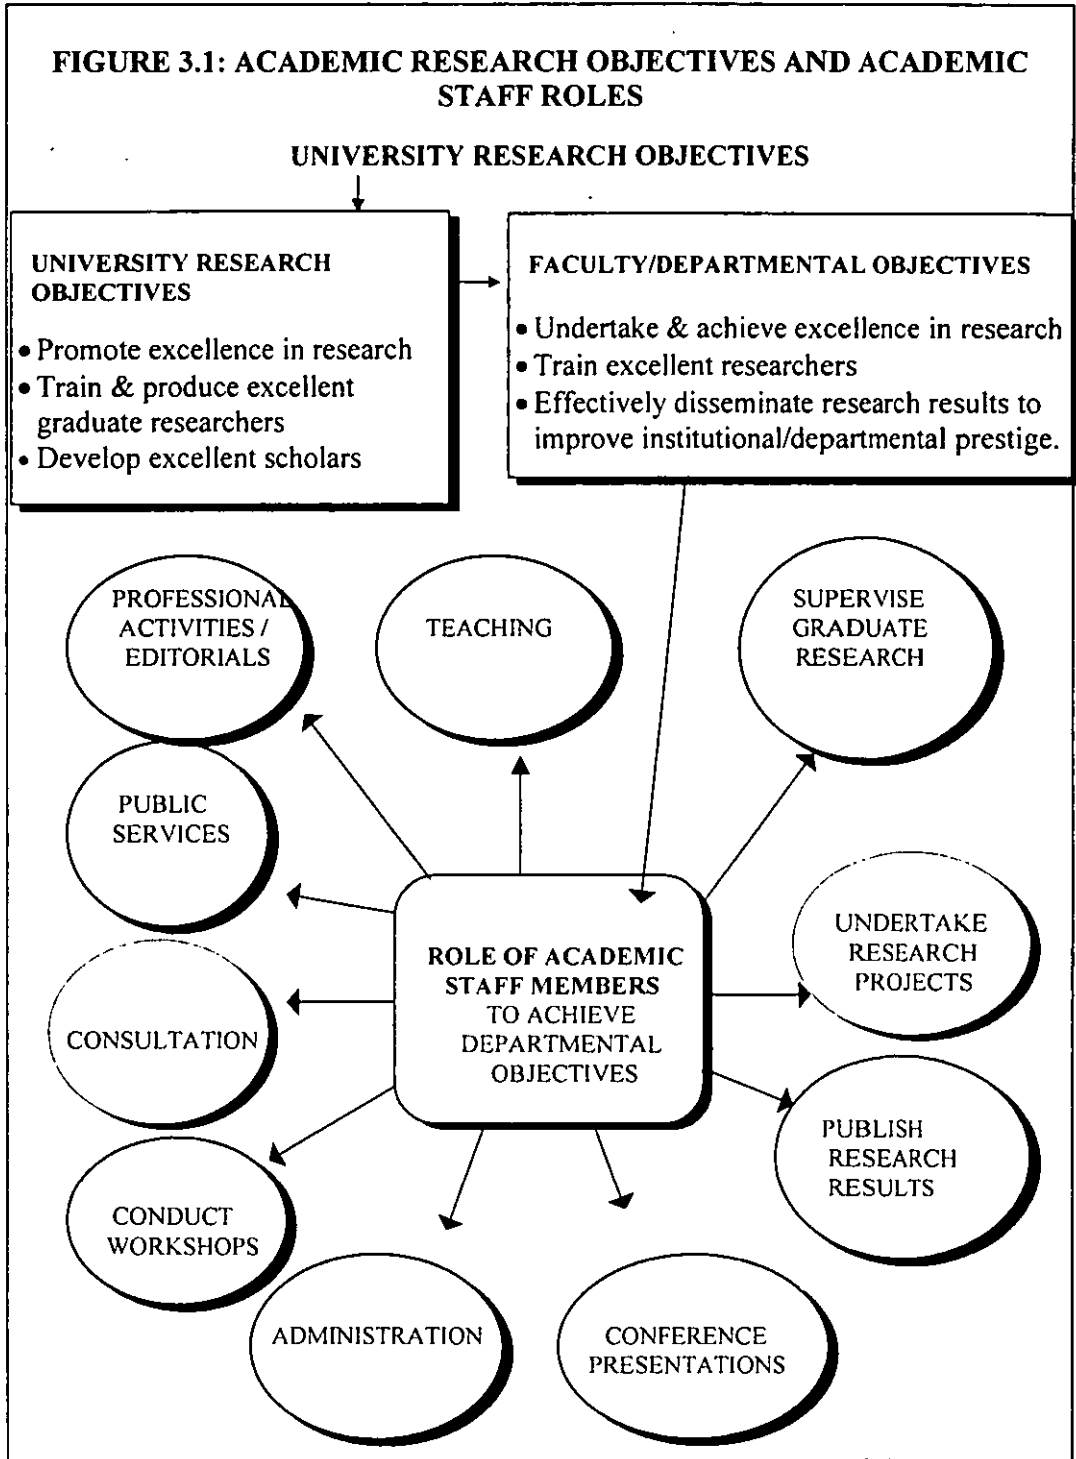 FIGURE 3.1: ACADEMIC RESEARCH OBJECTIVES AND ACADEMIC
STAFF ROLES
UNIVERSITY RESEARCH OBJECTIVES
UNIVERSITY RESEARCH
OBJECTIVES
• Promote excellence in research
• Train & produce excellent
graduate researchers
• Develop excellent scholars
FACULTY/DEPARTMENTAL OBJECTIVES
• Undertake & achieve excellence in research
• Train excellent researchers
• Effectively disseminate research results to
improve institutional/departmental prestige.
PROFESSIONAL
ACTIVITIES /
EDITORIALS
TEACHING
SUPERVISE
GRADUATE
RESEARCH
PUBLIC
SERVICES
UNDERTAKE
RESEARCH
PROJECTS
ROLE OF ACADEMIC
STAFF MEMBERS
TO ACHIEVE
DEPARTMENTAL
OBJECTIVES
CONSULTATION
PUBLISH
RESEARCH
RESULTS
CONDUCT
WORKSHOPS
ADMINISTRATION
CONFERENCE
PRESENTATIONS